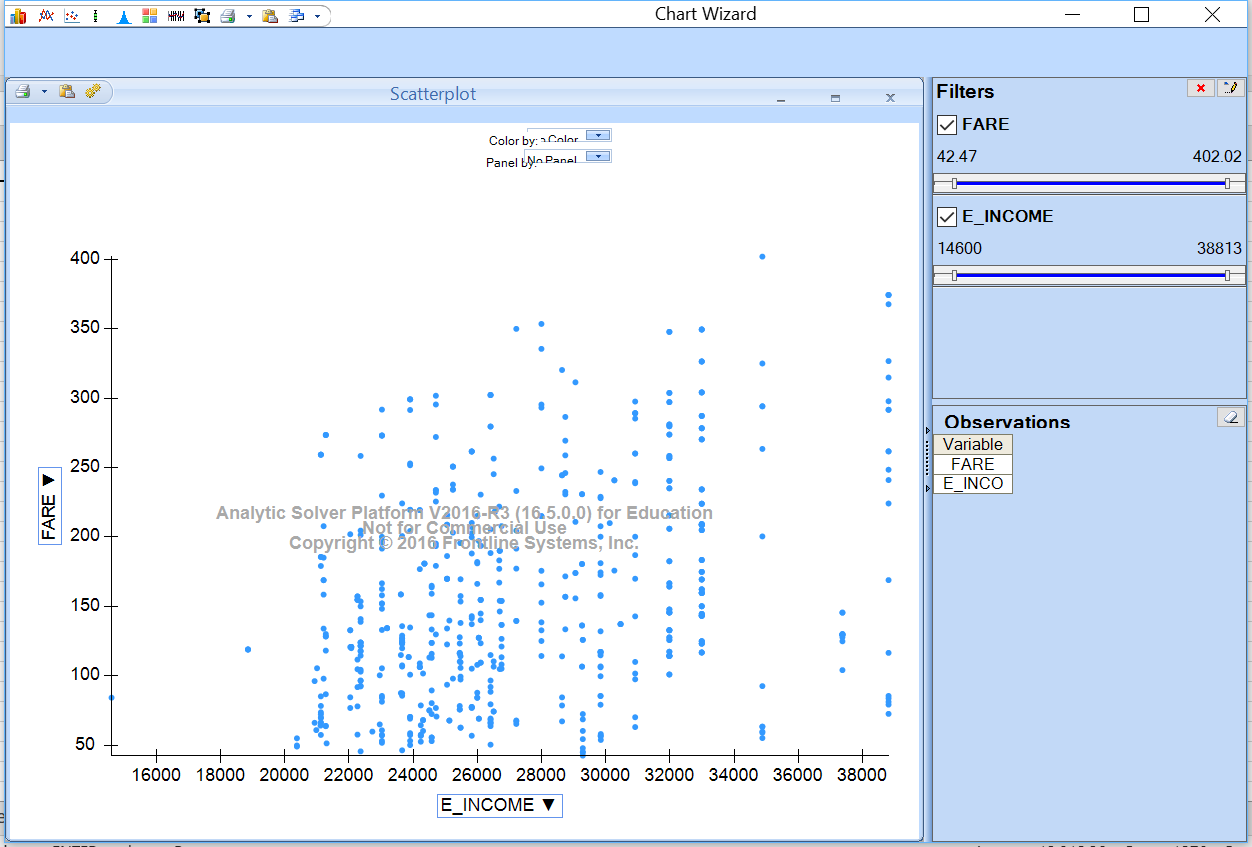 Chart Wizard
Scatterplot
Color by: Color
Panel by: No Panel
400
350
300
250
200
150
100
50
FARE ▼
Analytic Solver Platform V2016-R3 (16.5.0.0) for Education
Not for Commercial Use
Copyright © 2016 Frontline Systems, Inc.
16000 18000 20000 22000 24000 26000 28000 30000 32000 34000 36000 38000
E_INCOME ▼
Filters
FARE
42.47 402.02
E_INCOME
14600 38813
Observations
Variable
FARE
E_INCO